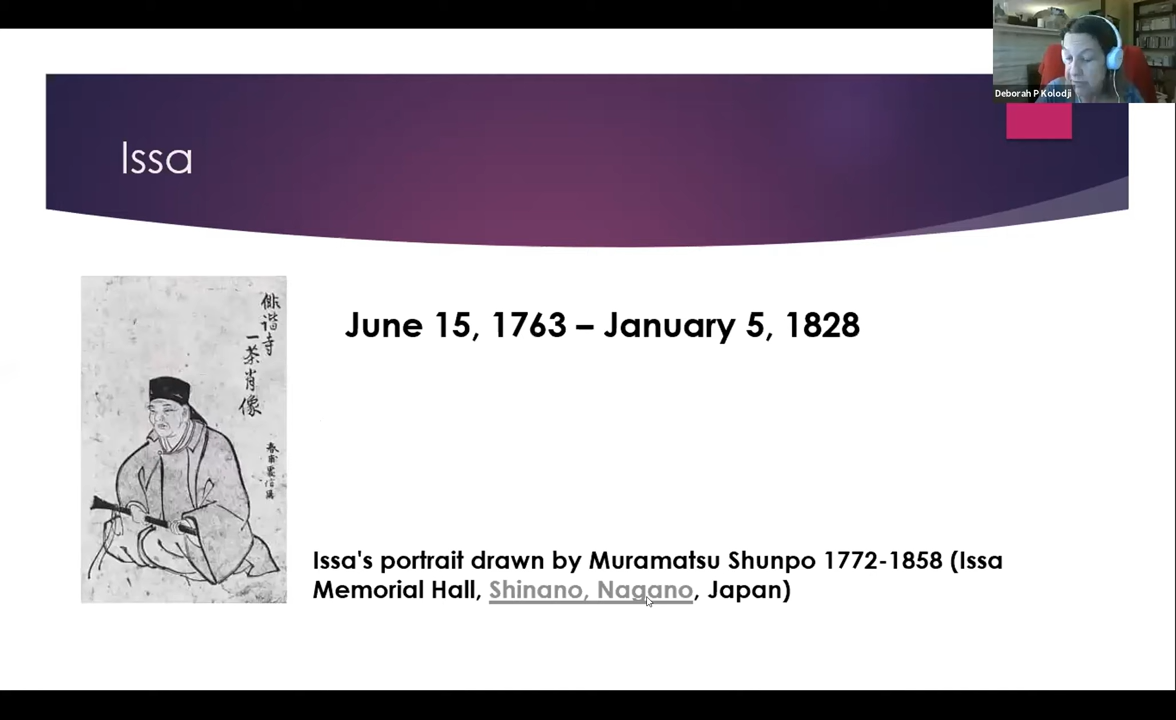 Deborah P Kolodji
Issa
June 15, 1763 – January 5, 1828
俳諧寺
一茶肖像
Issa's portrait drawn by Muramatsu Shunpo 1772-1858 (Issa
Memorial Hall, Shinano, Nagano, Japan)